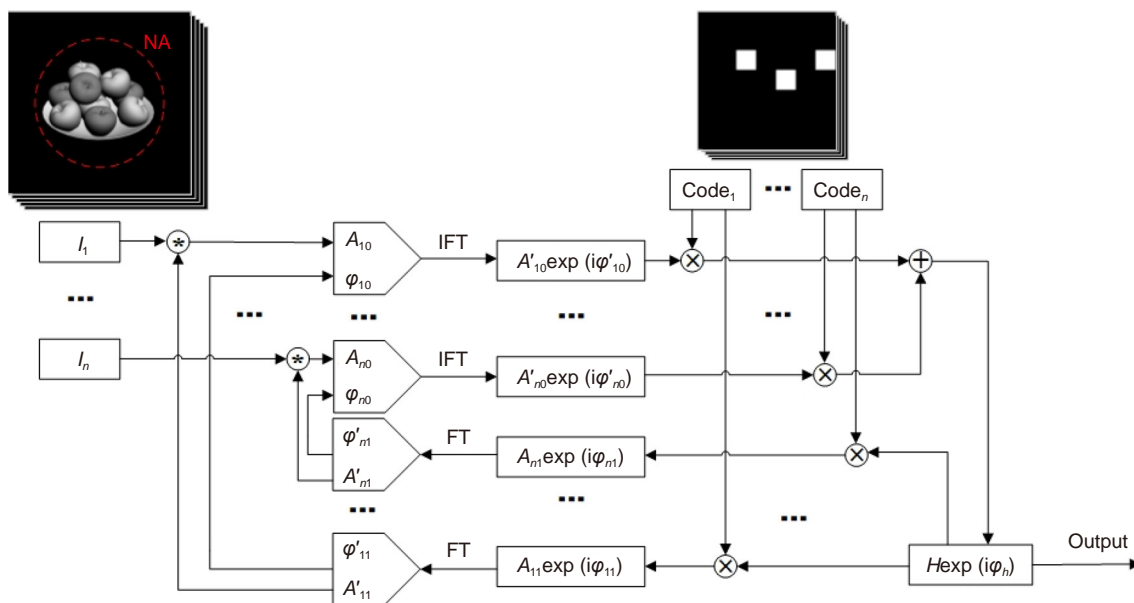 NA
Code₁ ... Codeₙ
I₁
*
A₁₀
φ₁₀
IFT
A′₁₀exp (iφ′₁₀)
×
+
...
...
...
...
...
Iₙ
*
Aₙ₀
φₙ₀
IFT
A′ₙ₀exp (iφ′ₙ₀)
×
φ′ₙ₁
A′ₙ₁
FT
Aₙ₁exp (iφₙ₁)
×
...
...
...
φ′₁₁
A′₁₁
FT
A₁₁exp (iφ₁₁)
×
Hexp (iφₕ)
Output